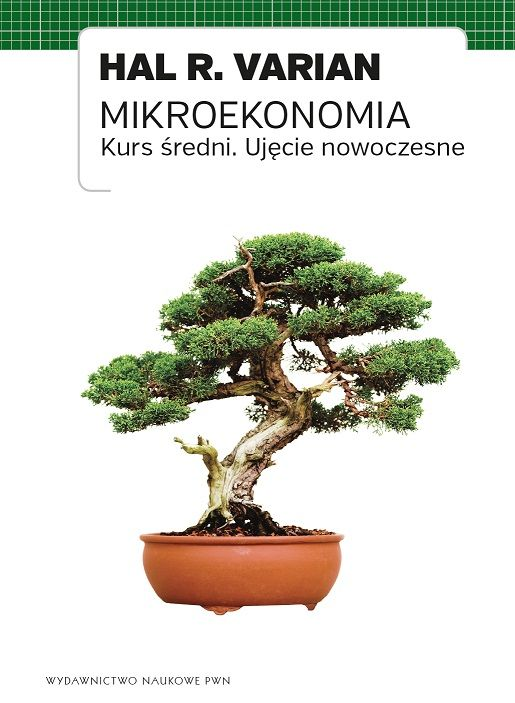 HAL R. VARIAN
MIKROEKONOMIA
Kurs średni. Ujęcie nowoczesne
WYDAWNICTWO NAUKOWE PWN